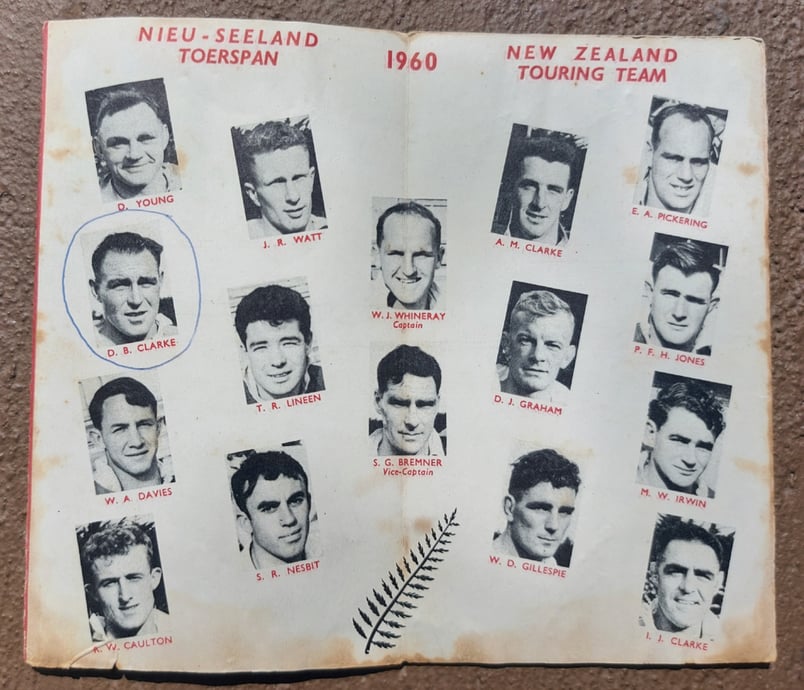 NIEU - SEELAND
TOERSPAN
1960
NEW ZEALAND
TOURING TEAM
D. YOUNG
J. R. WATT
A. M. CLARKE
E. A. PICKERING
D. B. CLARKE
W. J. WHINERAY
Captain
P. F. H. JONES
T. R. LINEEN
D. J. GRAHAM
S. G. BREMNER
Vice-Captain
W. A. DAVIES
M. W. IRWIN
S. R. NESBIT
W. D. GILLESPIE
R. W. CAULTON
I. J. CLARKE